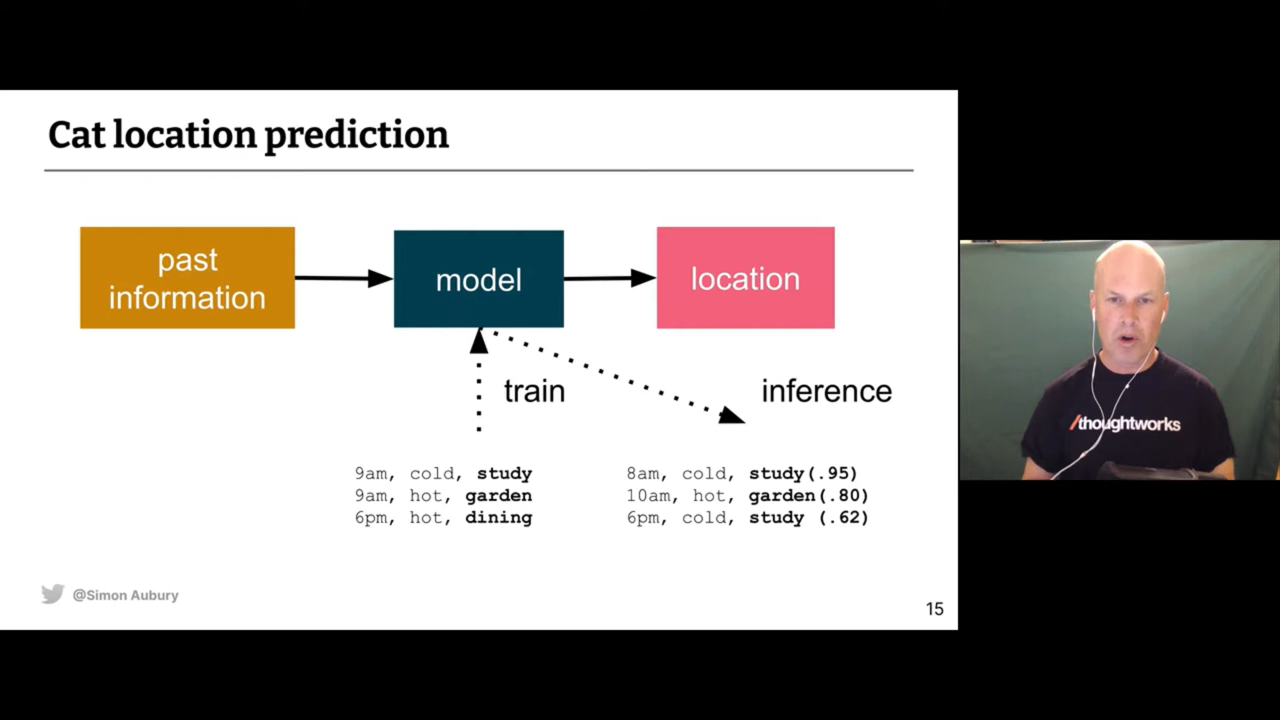 Cat location prediction
past
information
model
location
train
inference
9am, cold, study
9am, hot, garden
6pm, hot, dining
8am, cold, study(.95)
10am, hot, garden(.80)
6pm, cold, study (.62)
@Simon Aubury
15
/thoughtworks